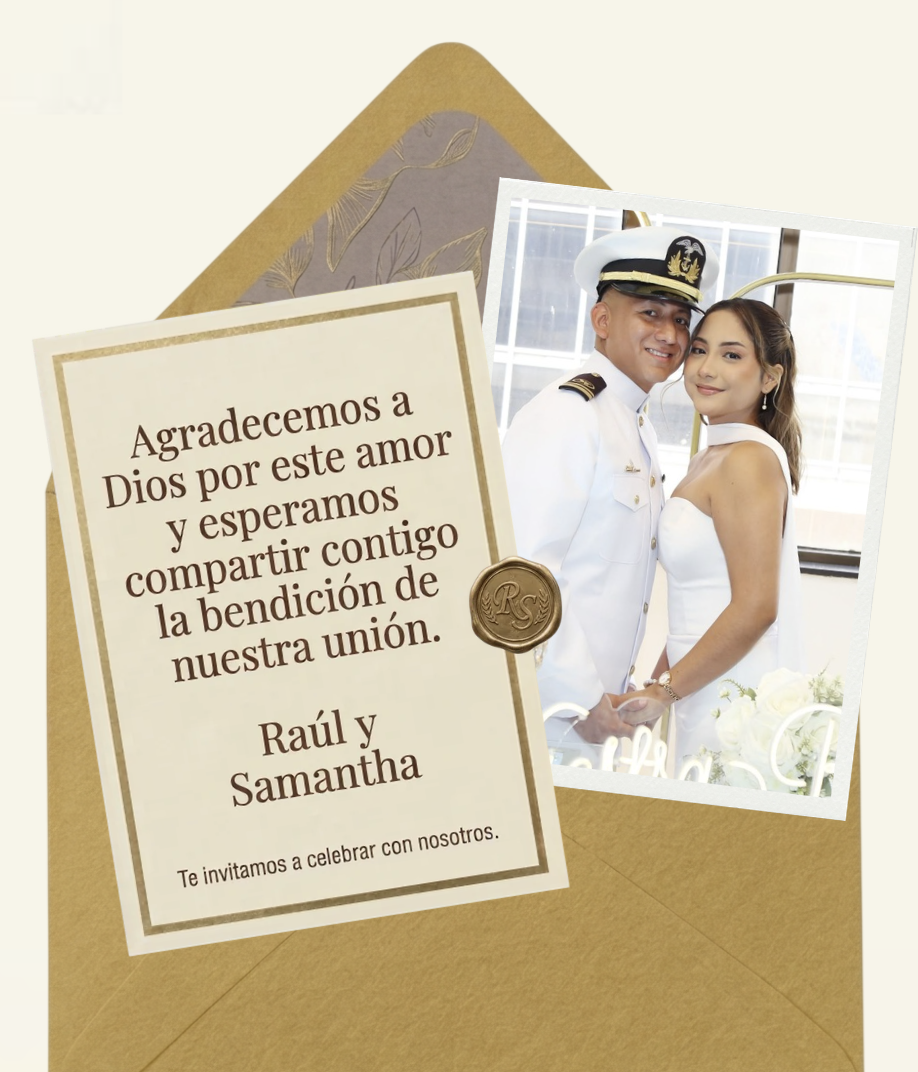 Agradecemos a
Dios por este amor
y esperamos
compartir contigo
la bendición de
nuestra unión.
Raúl y
Samantha
Te invitamos a celebrar con nosotros.
RS